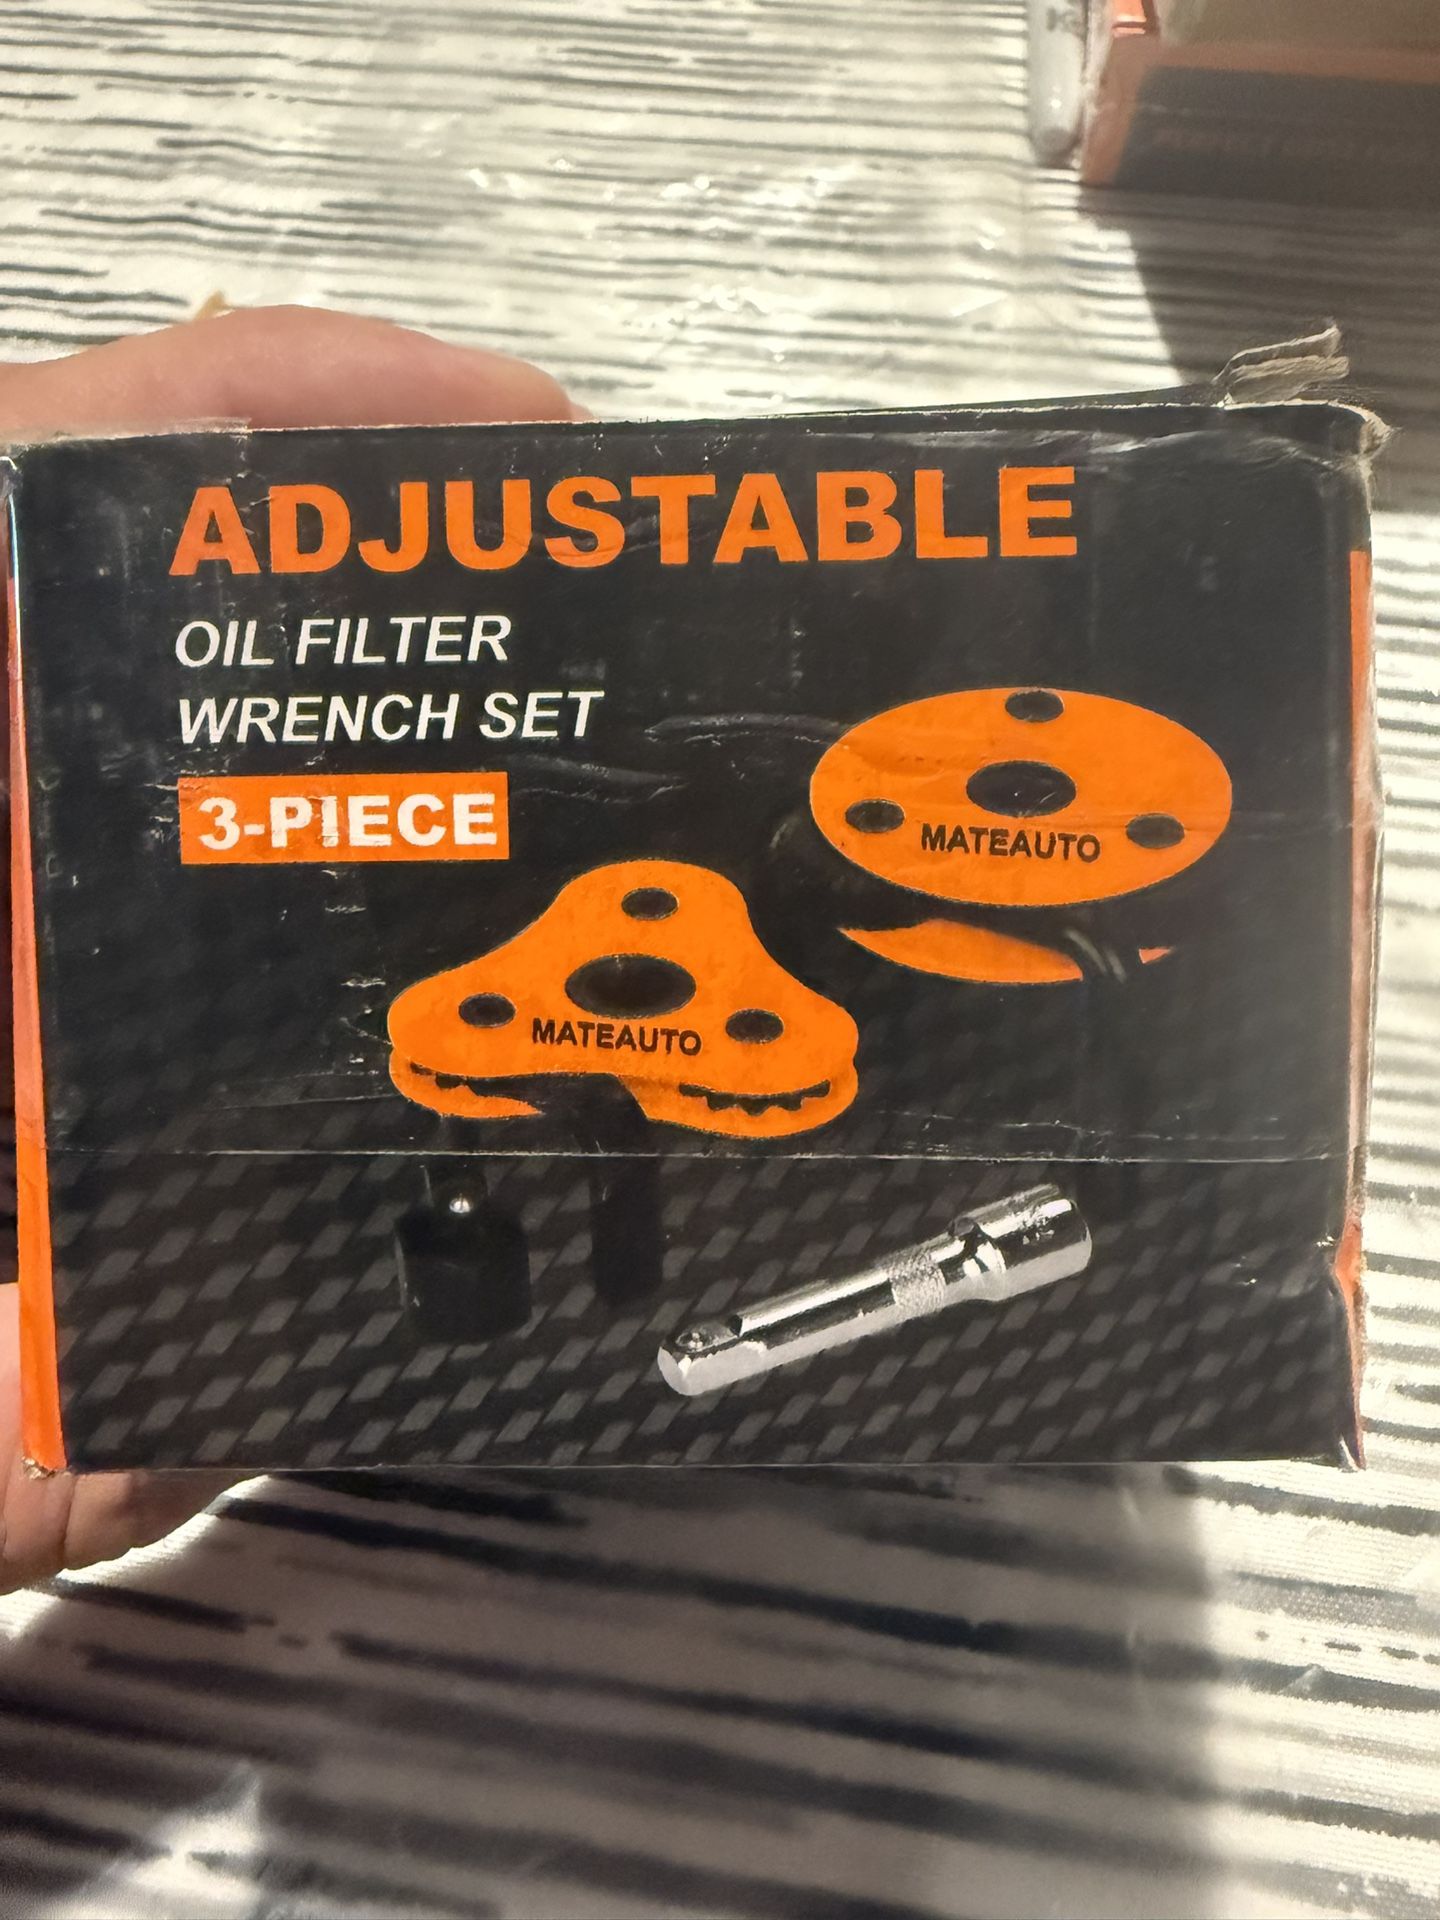 ADJUSTABLE
OIL FILTER
WRENCH SET
3-PIECE
MATEAUTO
MATEAUTO